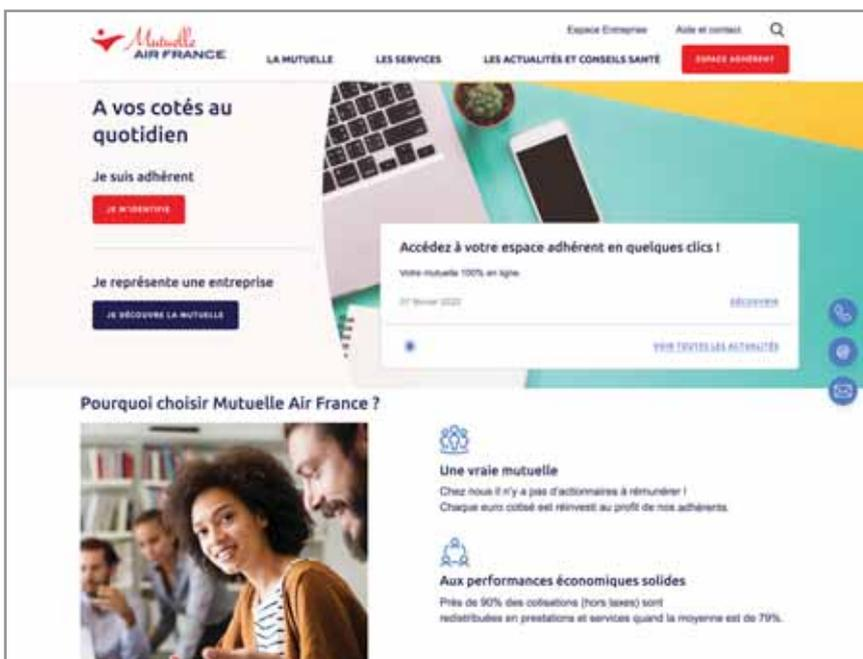 Mutuelle
AIR FRANCE
Espace Entreprise
Aide et contact
LA MUTUELLE
LES SERVICES
LES ACTUALITÉS ET CONSEILS SANTÉ
ESPACE ADHÉRENT
A vos cotés au
quotidien
Je suis adhérent
JE M'IDENTIFIE
Je représente une entreprise
JE DÉCOUVRE LA MUTUELLE
Accédez à votre espace adhérent en quelques clics !
Votre mutuelle 100% en ligne.
février
DÉCOUVRIR
VOIR TOUTES LES ACTUALITÉS
Pourquoi choisir Mutuelle Air France ?
Une vraie mutuelle
Chez nous il n'y a pas d'actionnaires à rémunérer !
Chaque euro cotisé est réinvesti au profit de nos adhérents.
Aux performances économiques solides
Près de 90% des cotisations (hors taxes) sont
redistribuées en prestations et services quand la moyenne est de 79%.